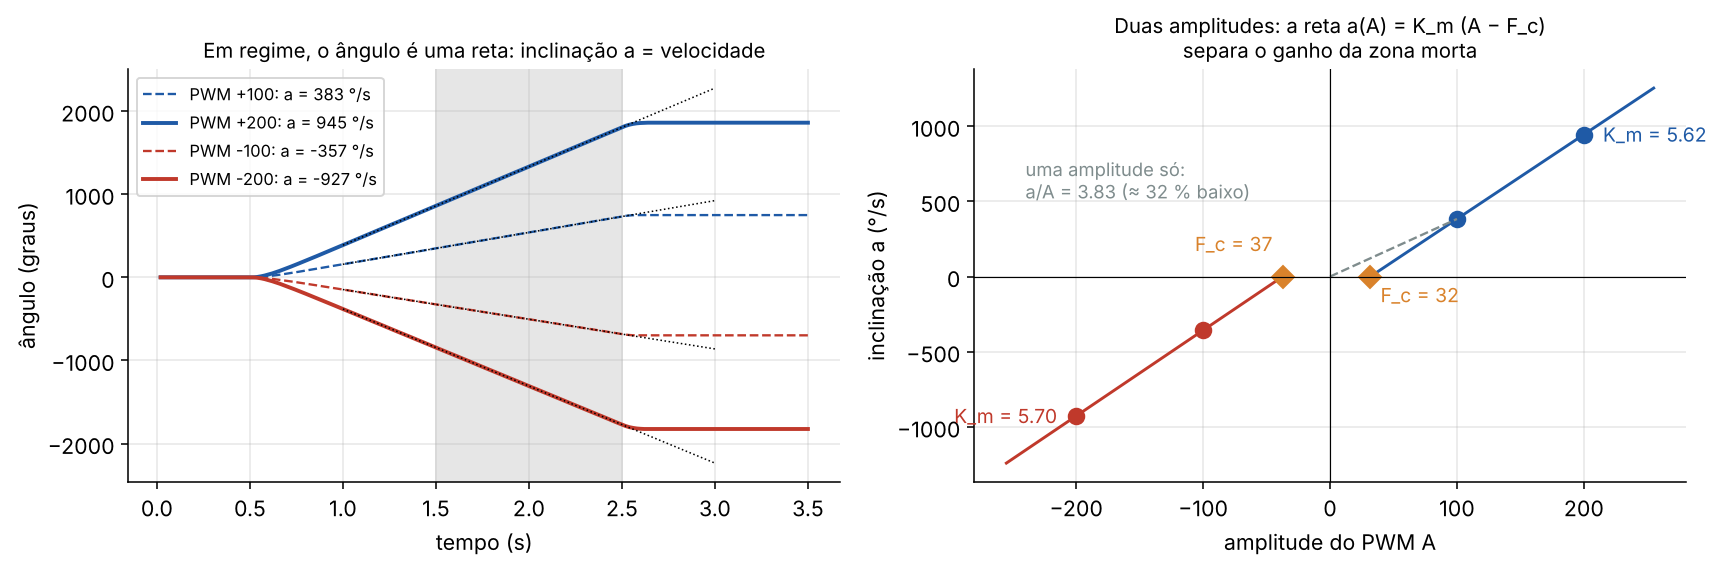 Em regime, o ângulo é uma reta: inclinação a = velocidade
PWM +100: a = 383 °/s
PWM +200: a = 945 °/s
PWM -100: a = -357 °/s
PWM -200: a = -927 °/s
ângulo (graus)
2000
1000
0
−1000
−2000
0.0
0.5
1.0
1.5
2.0
2.5
3.0
3.5
tempo (s)
Duas amplitudes: a reta a(A) = K_m (A − F_c)
separa o ganho da zona morta
inclinação a (°/s)
1000
500
0
−500
−1000
K_m = 5.62
uma amplitude só:
a/A = 3.83 (≈ 32 % baixo)
F_c = 37
F_c = 32
K_m = 5.70
−200
−100
0
100
200
amplitude do PWM A